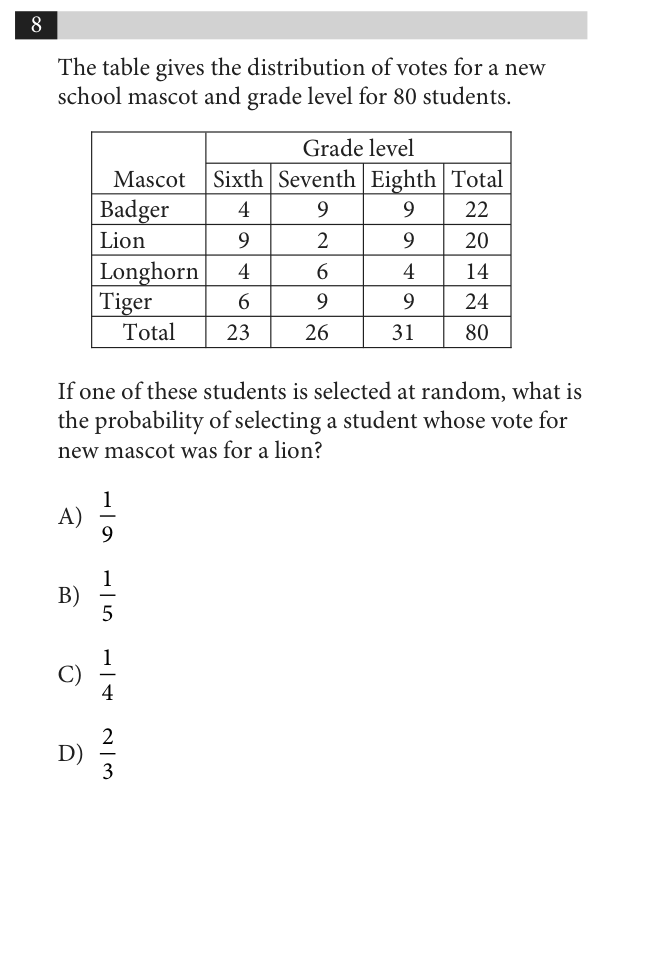 8
The table gives the distribution of votes for a new
school mascot and grade level for 80 students.
Grade level
Mascot Sixth Seventh Eighth Total
Badger 4 9 9 22
Lion 9 2 9 20
Longhorn 4 6 4 14
Tiger 6 9 9 24
Total 23 26 31 80
If one of these students is selected at random, what is
the probability of selecting a student whose vote for
new mascot was for a lion?
A) 1/9
B) 1/5
C) 1/4
D) 2/3